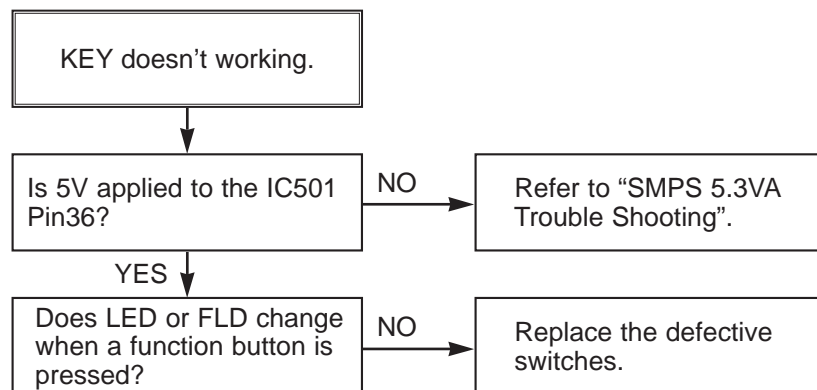 KEY doesn't working.
Is 5V applied to the IC501
Pin36?
NO
Refer to “SMPS 5.3VA
Trouble Shooting”.
YES
Does LED or FLD change
when a function button is
pressed?
NO
Replace the defective
switches.